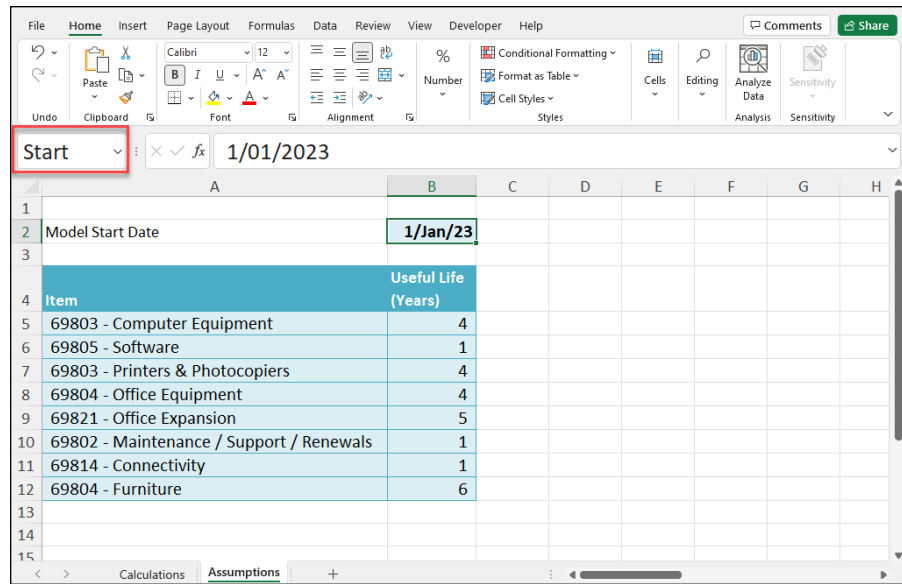 File Home Insert Page Layout Formulas Data Review View Developer Help Comments Share
Calibri 12 ab % Conditional Formatting
Paste B I U A A Number Format as Table Cells Editing Analyze Data Sensitivity
A Cell Styles
Undo Clipboard Font Alignment Styles Analysis Sensitivity
Start fx 1/01/2023
A B C D E F G H
1
2 Model Start Date 1/Jan/23
3
4 Item Useful Life (Years)
5 69803 - Computer Equipment 4
6 69805 - Software 1
7 69803 - Printers & Photocopiers 4
8 69804 - Office Equipment 4
9 69821 - Office Expansion 5
10 69802 - Maintenance / Support / Renewals 1
11 69814 - Connectivity 1
12 69804 - Furniture 6
13
14
15
Calculations Assumptions +